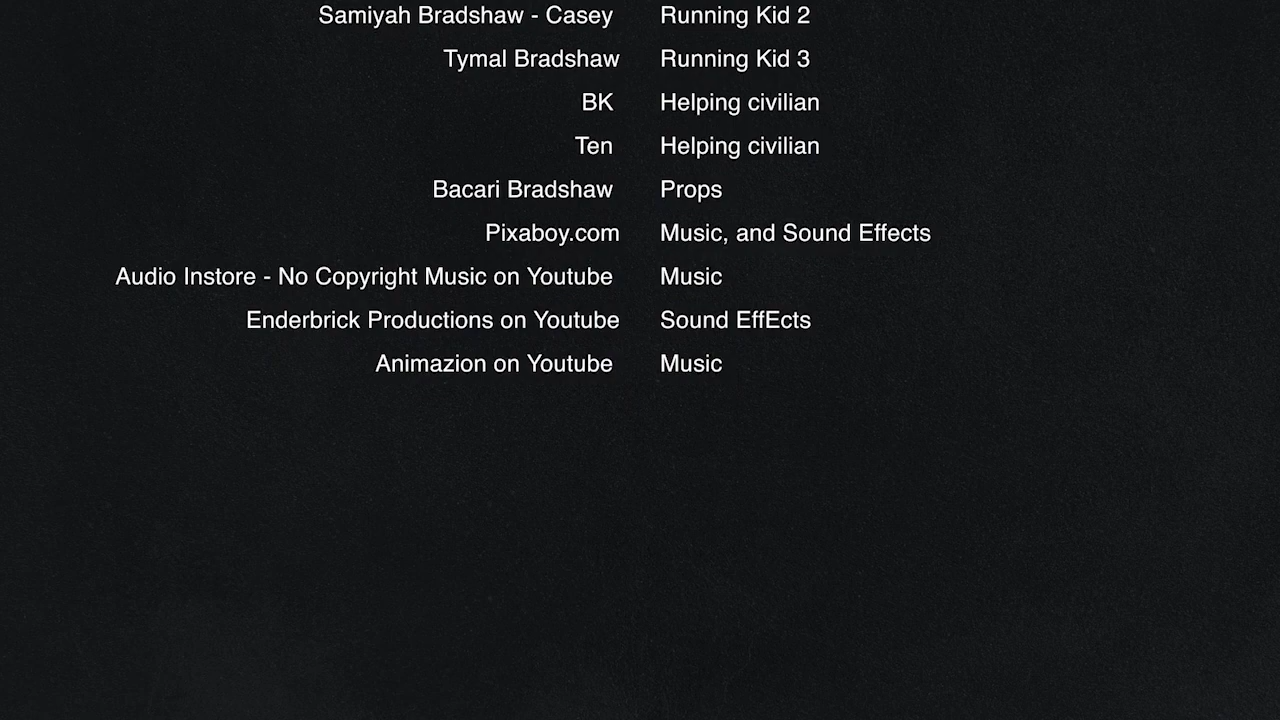 Samiyah Bradshaw - Casey Running Kid 2
Tymal Bradshaw Running Kid 3
BK Helping civilian
Ten Helping civilian
Bacari Bradshaw Props
Pixaboy.com Music, and Sound Effects
Audio Instore - No Copyright Music on Youtube Music
Enderbrick Productions on Youtube Sound EffEcts
Animazion on Youtube Music